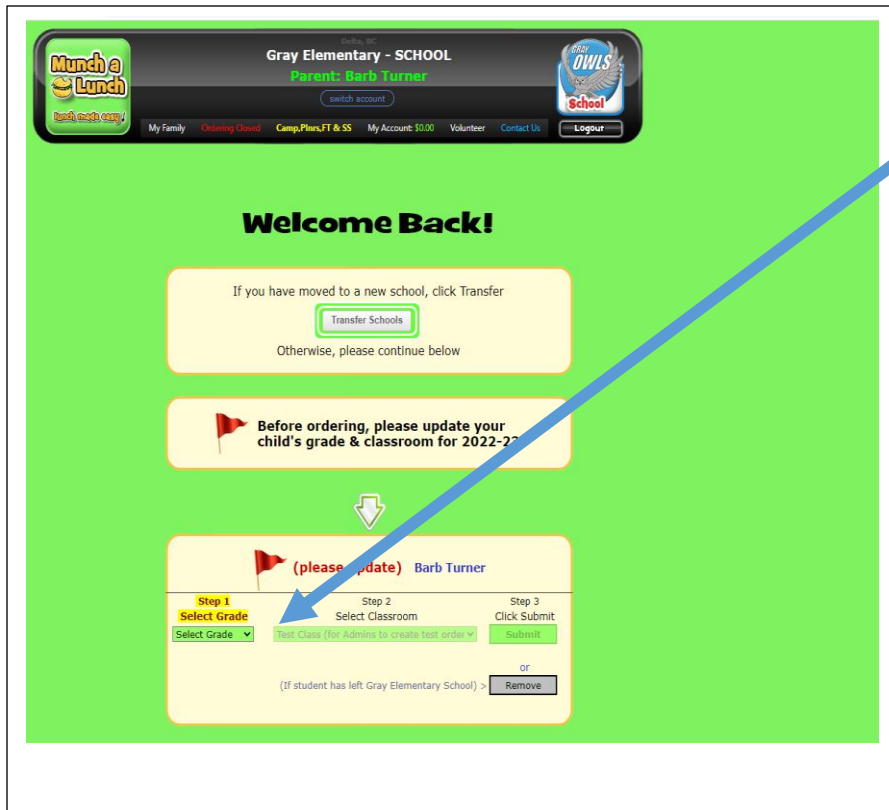 Delta, BC
Gray Elementary - SCHOOL
Parent: Barb Turner
switch account
Munch a
Lunch
lunch made easy!
GRAY
OWLS
School
My Family Ordering Closed Camp,Plnrs,FT & SS My Account: $0.00 Volunteer Contact Us Logout
Welcome Back!
If you have moved to a new school, click Transfer
Transfer Schools
Otherwise, please continue below
Before ordering, please update your
child's grade & classroom for 2022-2
(please update) Barb Turner
Step 1 Step 2 Step 3
Select Grade Select Classroom Click Submit
Select Grade Test Class (for Admins to create test order Submit
or
(If student has left Gray Elementary School) > Remove